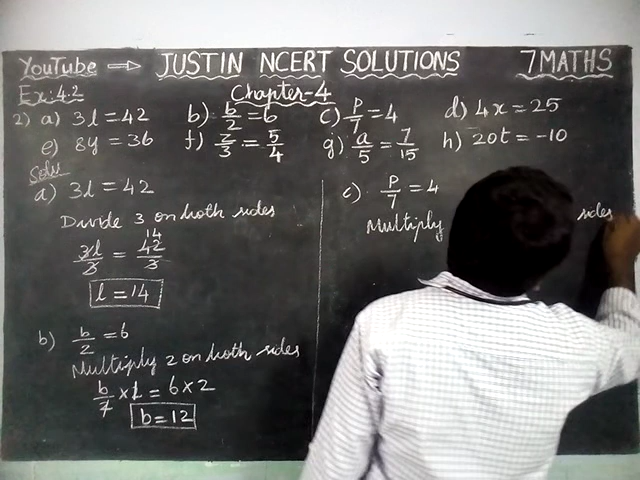 YouTube ⇒ JUSTIN NCERT SOLUTIONS 7 MATHS
Ex:4.2 Chapter-4
2) a) 3l = 42 b) b/2 = 6 c) p/7 = 4 d) 4x = 25
e) 8y = 36 f) z/3 = 5/4 g) a/5 = 7/15 h) 20t = -10
Solu
a) 3l = 42
Divide 3 on both sides
14
3l/3 = 42/3
l = 14
b) b/2 = 6
Multiply 2 on both sides
b/2 × 2 = 6 × 2
b = 12
c) p/7 = 4
Multiply sides